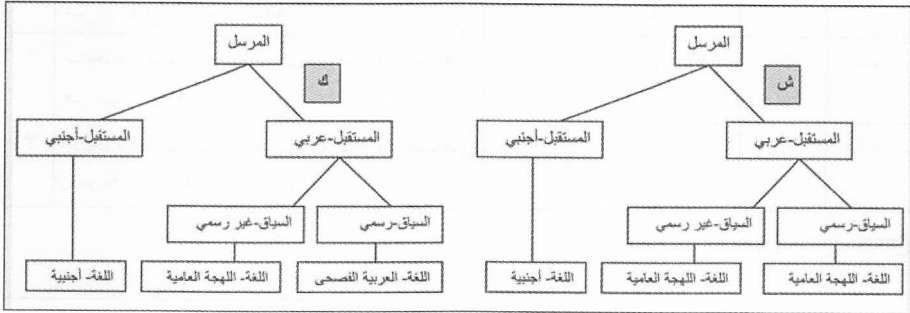 المرسل
ش
المستقبل-عربي
المستقبل-أجنبي
السياق-رسمي
السياق-غير رسمي
اللغة- اللهجة العامية
اللغة- اللهجة العامية
اللغة- أجنبية
المرسل
ك
المستقبل-عربي
المستقبل-أجنبي
السياق-رسمي
السياق-غير رسمي
اللغة- العربية الفصحى
اللغة- اللهجة العامية
اللغة- أجنبية